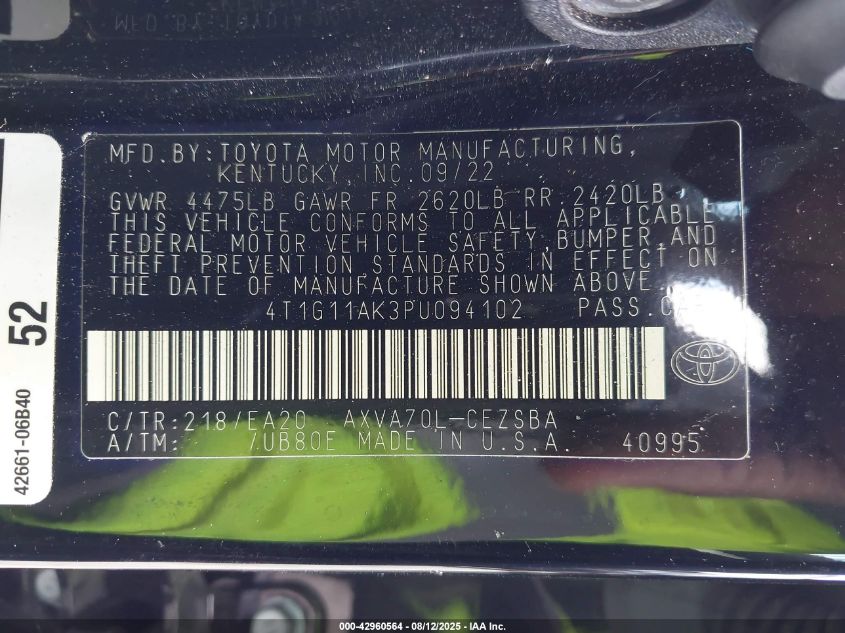 MFD.BY:TOYOTA MOTOR MANUFACTURING,
KENTUCKY, INC. 09/22
GVWR 4475LB GAWR FR 2620LB RR 2420LB
THIS VEHICLE CONFORMS TO ALL APPLICABLE
FEDERAL MOTOR VEHICLE SAFETY,BUMPER,AND
THEFT PREVENTION STANDARDS IN EFFECT ON
THE DATE OF MANUFACTURE SHOWN ABOVE.
4T1G11AK3PU094102 PASS.
C/TR:218/EA20 AXVA70L-CEZSBA
A/TM: /UB80E MADE IN U.S.A. 40995
52
42661-06B40
000-42960564 - 08/12/2025 - IAA Inc.